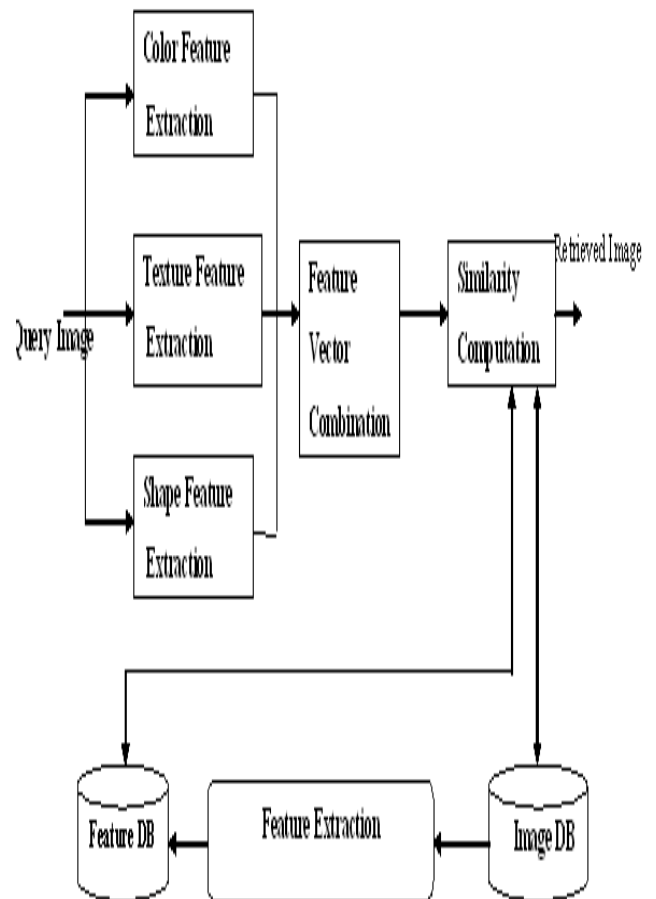 Color Feature
Extraction
Texture Feature
Extraction
Query Image
Shape Feature
Extraction
Feature
Vector
Combination
Similarity
Computation
Retrieved Image
Feature DB
Feature Extraction
Image DB